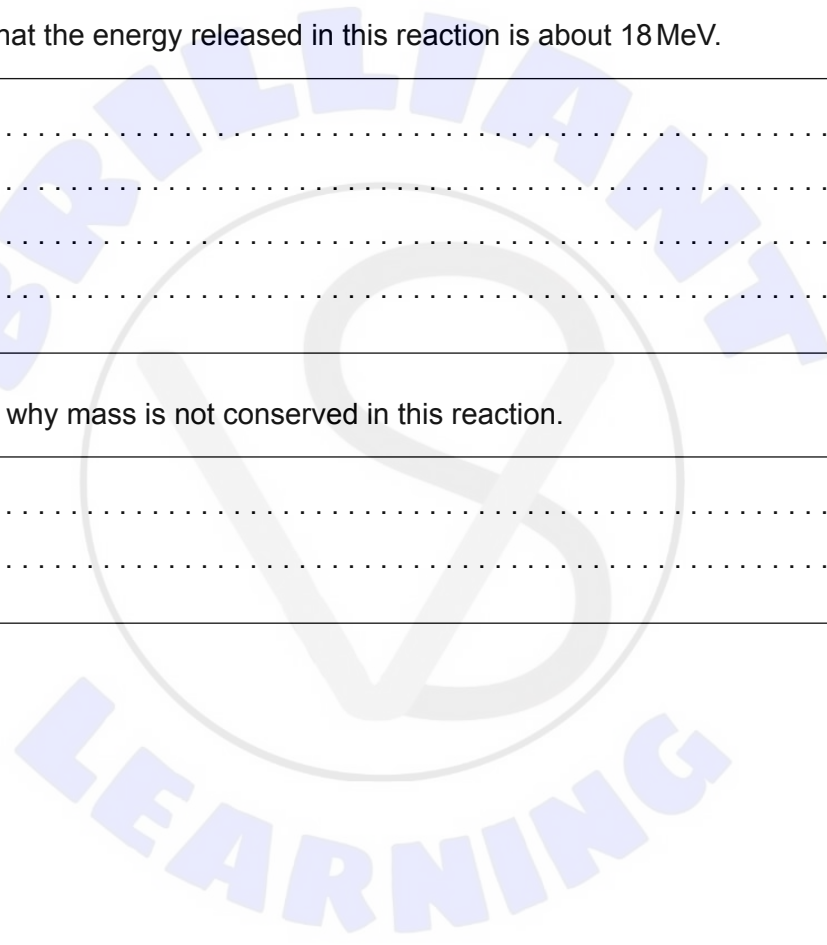 hat the energy released in this reaction is about 18 MeV.
why mass is not conserved in this reaction.
BRILLIANT
LEARNING